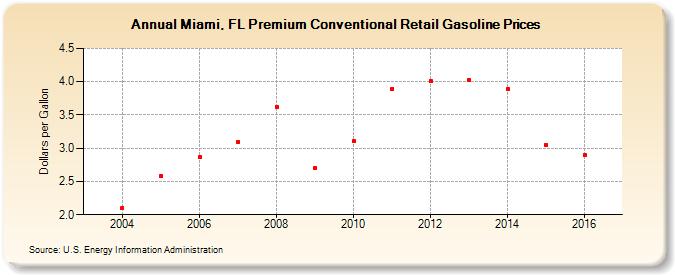 Annual Miami, FL Premium Conventional Retail Gasoline Prices
Dollars per Gallon
4.5
4.0
3.5
3.0
2.5
2.0
2004 2006 2008 2010 2012 2014 2016
Source: U.S. Energy Information Administration